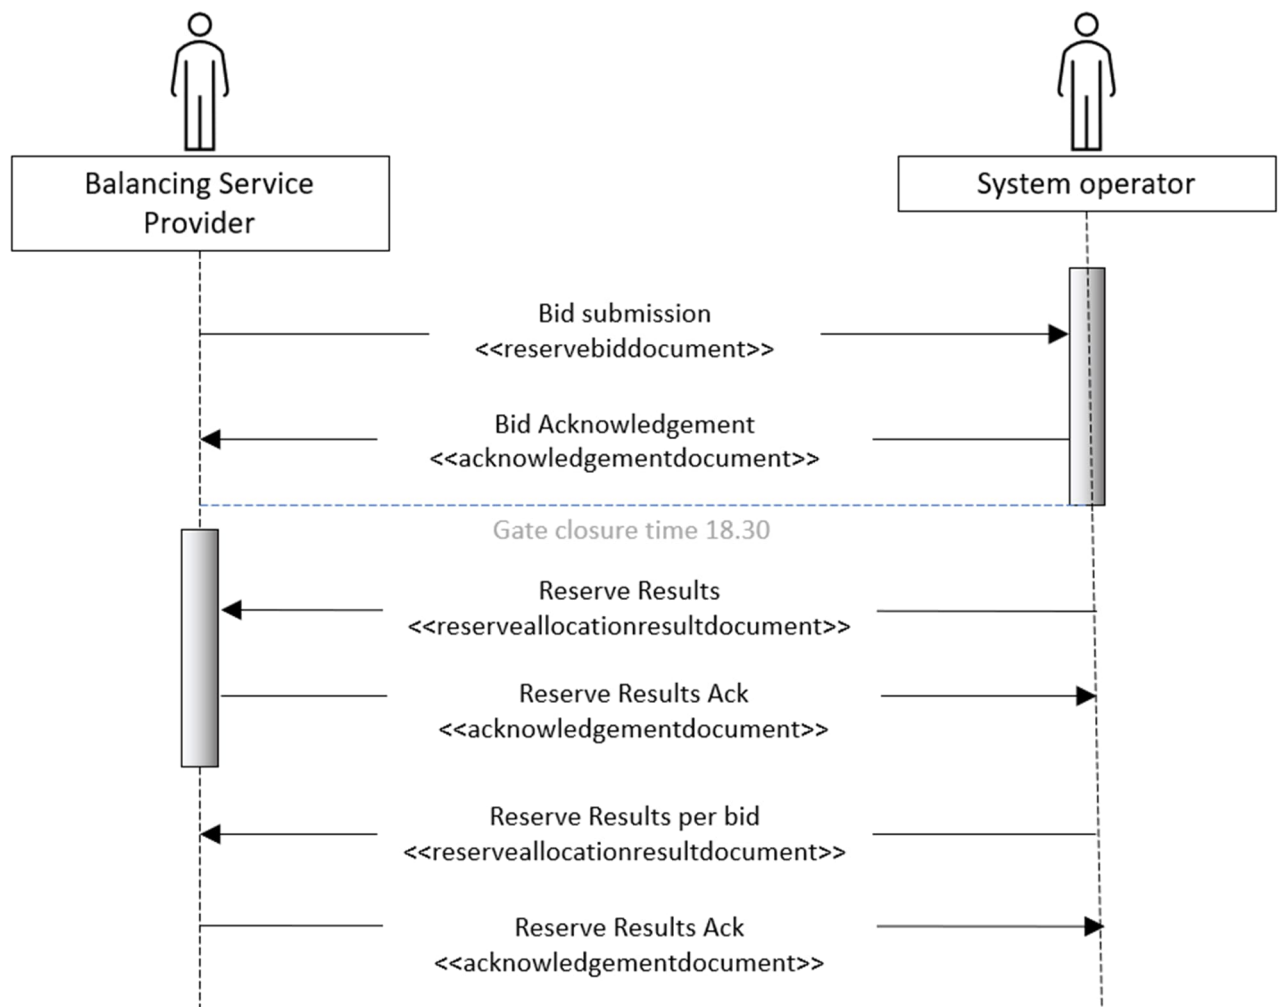 Balancing Service
Provider
System operator
Bid submission
<<reservebiddocument>>
Bid Acknowledgement
<<acknowledgementdocument>>
Gate closure time 18.30
Reserve Results
<<reserveallocationresultdocument>>
Reserve Results Ack
<<acknowledgementdocument>>
Reserve Results per bid
<<reserveallocationresultdocument>>
Reserve Results Ack
<<acknowledgementdocument>>